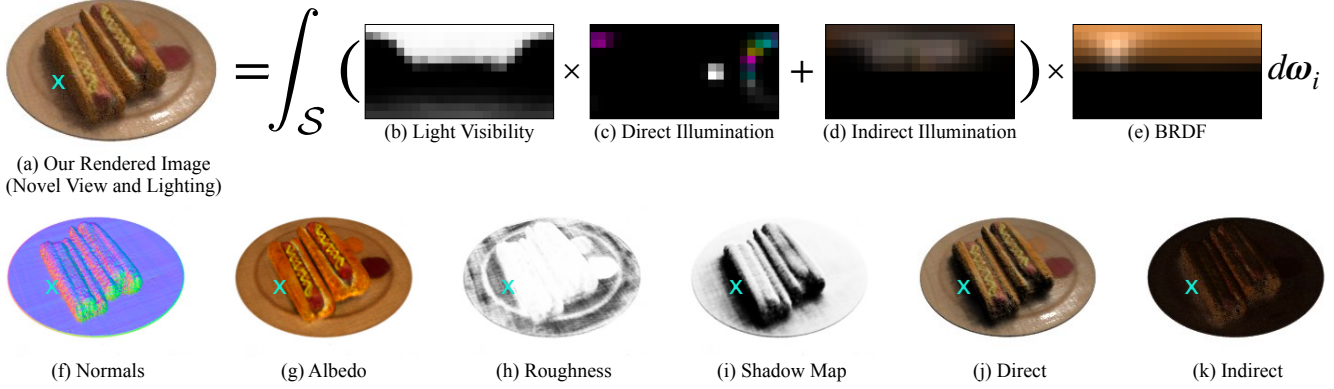 x
= ∫_𝒮 ( × + ) × d𝝎_i
(b) Light Visibility
(c) Direct Illumination
(d) Indirect Illumination
(e) BRDF
(a) Our Rendered Image
(Novel View and Lighting)
x
x
x
x
x
x
(f) Normals
(g) Albedo
(h) Roughness
(i) Shadow Map
(j) Direct
(k) Indirect